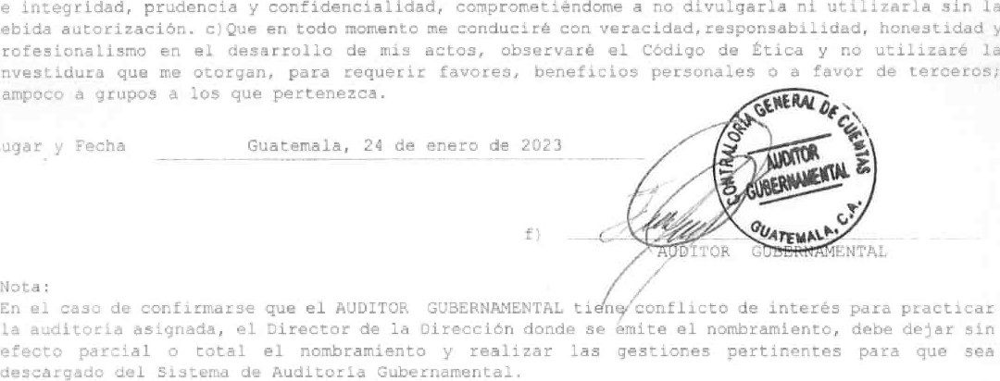 e integridad, prudencia y confidencialidad, comprometiéndome a no divulgarla ni utilizarla sin la
ebida autorización. c)Que en todo momento me conduciré con veracidad,responsabilidad, honestidad y
rofesionalismo en el desarrollo de mis actos, observaré el Código de Ética y no utilizaré la
nvestidura que me otorgan, para requerir favores, beneficios personales o a favor de terceros;
ampoco a grupos a los que pertenezca.
ugar y Fecha Guatemala, 24 de enero de 2023
CONTRALORÍA GENERAL DE CUENTAS
AUDITOR
GUBERNAMENTAL
GUATEMALA, C.A.
f)
AUDITOR GUBERNAMENTAL
Nota:
En el caso de confirmarse que el AUDITOR GUBERNAMENTAL tiene conflicto de interés para practicar
la auditoría asignada, el Director de la Dirección donde se emite el nombramiento, debe dejar sin
efecto parcial o total el nombramiento y realizar las gestiones pertinentes para que sea
descargado del Sistema de Auditoría Gubernamental.